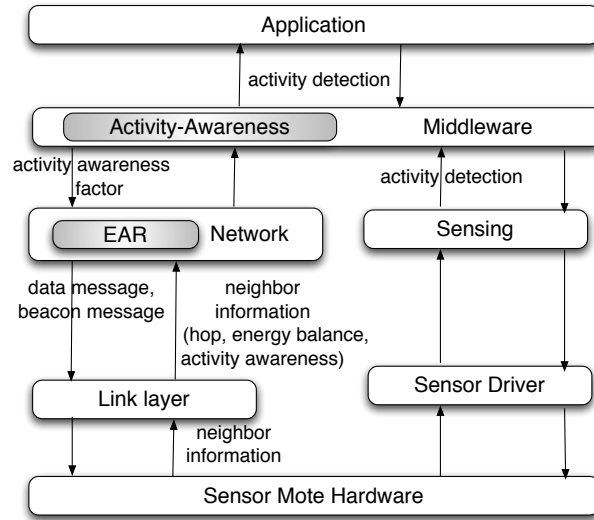 Application
activity detection
Activity-Awareness
Middleware
activity awareness
factor
activity detection
EAR
Network
Sensing
data message,
beacon message
neighbor
information
(hop, energy balance,
activity awareness)
Link layer
Sensor Driver
neighbor
information
Sensor Mote Hardware